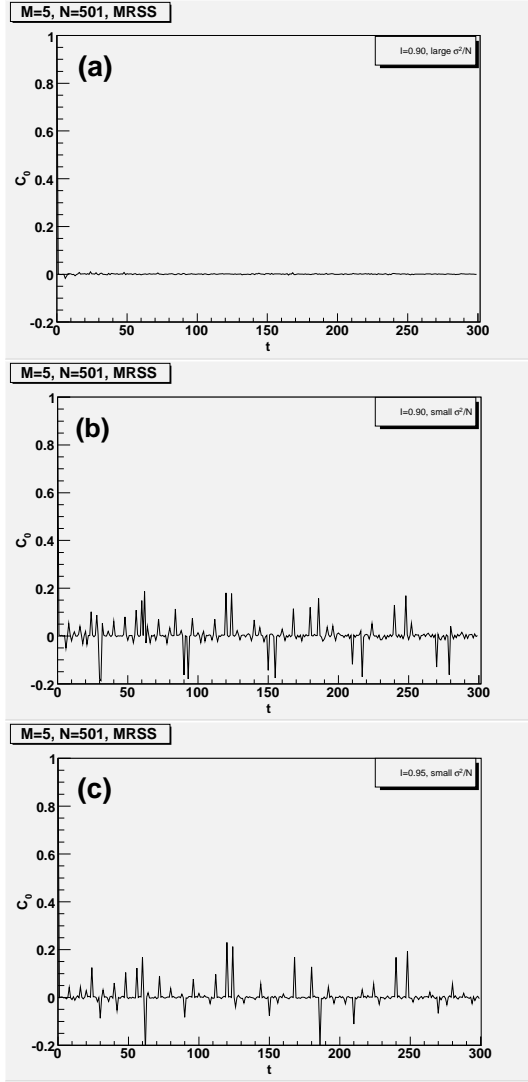 M=5, N=501, MRSS
I=0.90, large σ²/N
(a)
C₀
1
0.8
0.6
0.4
0.2
0
-0.2
0 50 100 150 200 250 300
t
M=5, N=501, MRSS
I=0.90, small σ²/N
(b)
C₀
1
0.8
0.6
0.4
0.2
0
-0.2
0 50 100 150 200 250 300
t
M=5, N=501, MRSS
I=0.95, small σ²/N
(c)
C₀
1
0.8
0.6
0.4
0.2
0
-0.2
0 50 100 150 200 250 300
t